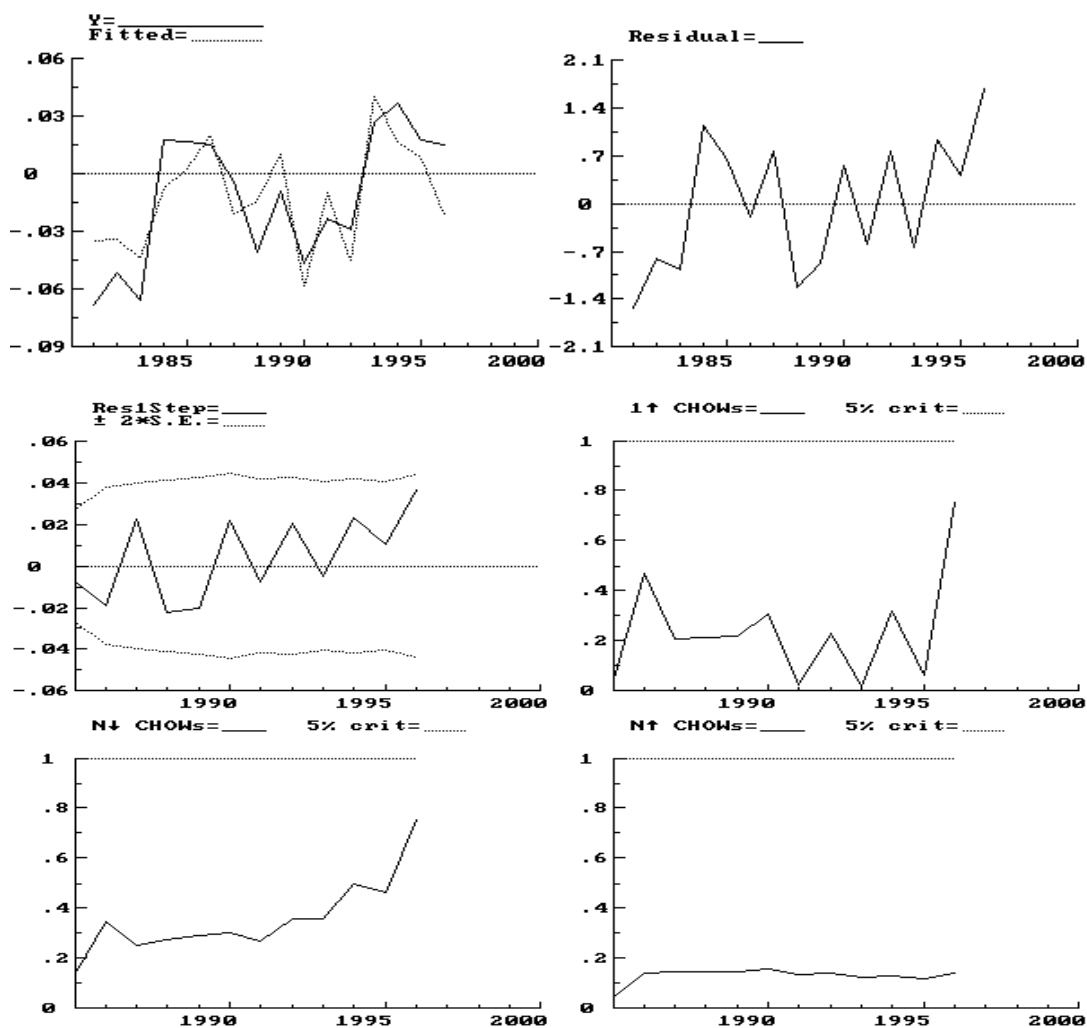 Y=
Fitted=
.06
.03
0
-.03
-.06
-.09
1985 1990 1995 2000
Residual=
2.1
1.4
.7
0
-.7
-1.4
-2.1
1985 1990 1995 2000
Res1Step=
± 2*S.E.=
.06
.04
.02
0
-.02
-.04
-.06
1990 1995 2000
1↑ CHOWs= 5% crit=
1
.8
.6
.4
.2
0
1990 1995 2000
N↓ CHOWs= 5% crit=
1
.8
.6
.4
.2
0
1990 1995 2000
N↑ CHOWs= 5% crit=
1
.8
.6
.4
.2
0
1990 1995 2000